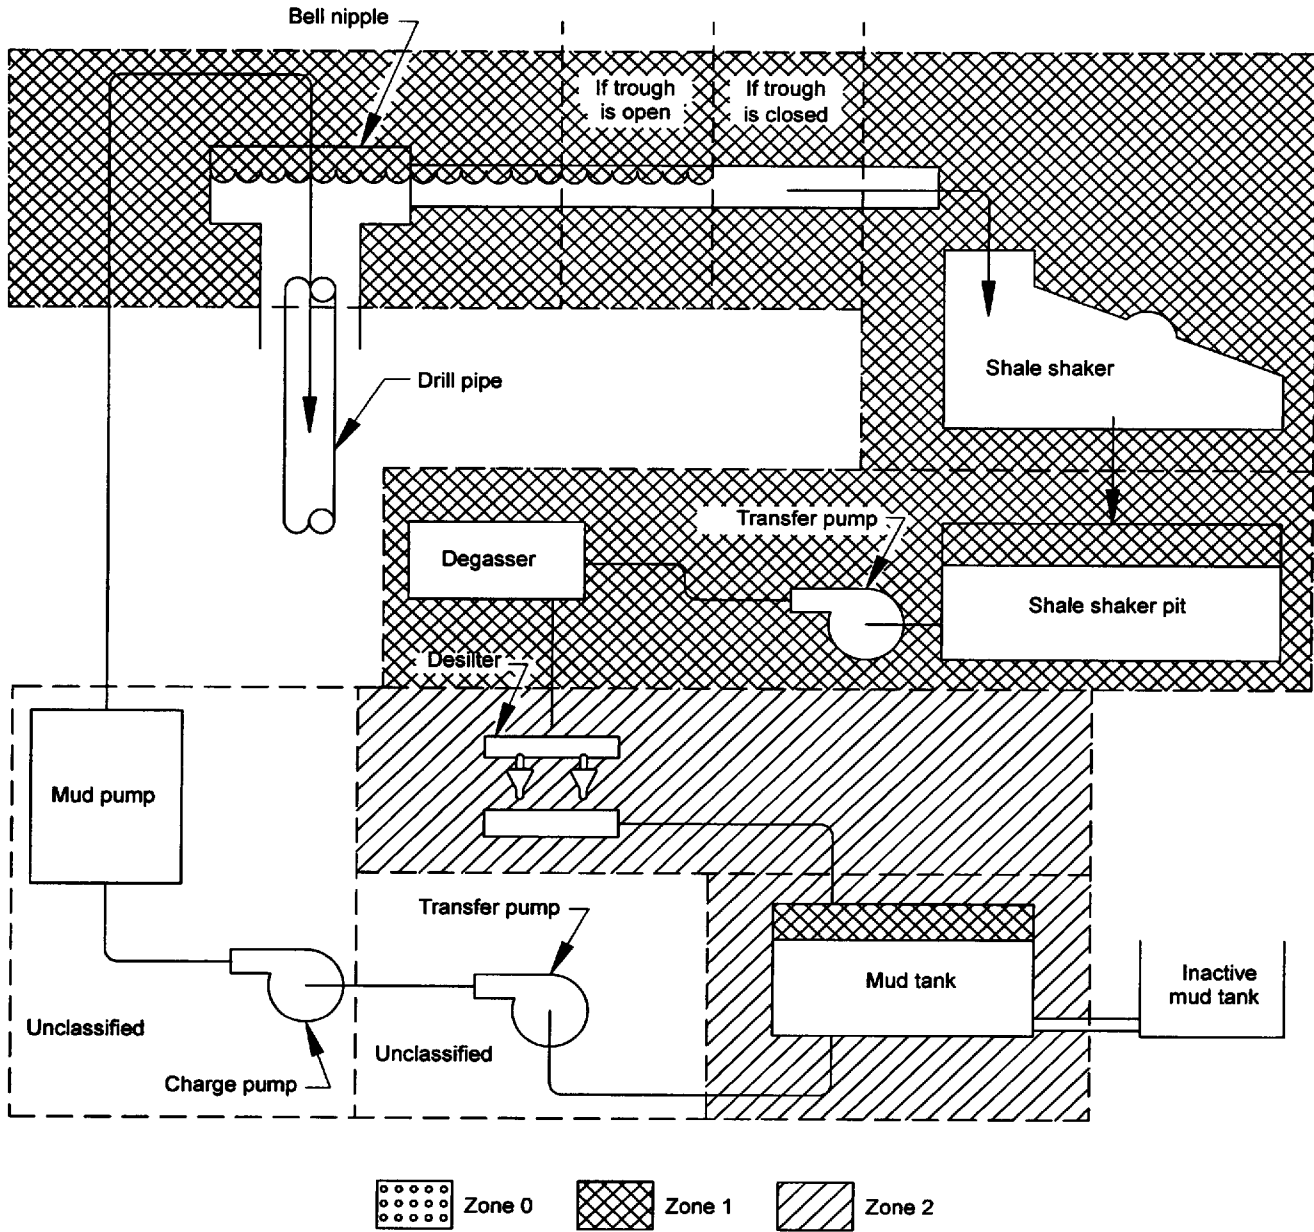 Bell nipple
If trough
is open
If trough
is closed
Shale shaker
Drill pipe
Transfer pump
Degasser
Shale shaker pit
Desilter
Mud pump
Transfer pump
Mud tank
Inactive
mud tank
Unclassified
Unclassified
Charge pump
Zone 0
Zone 1
Zone 2